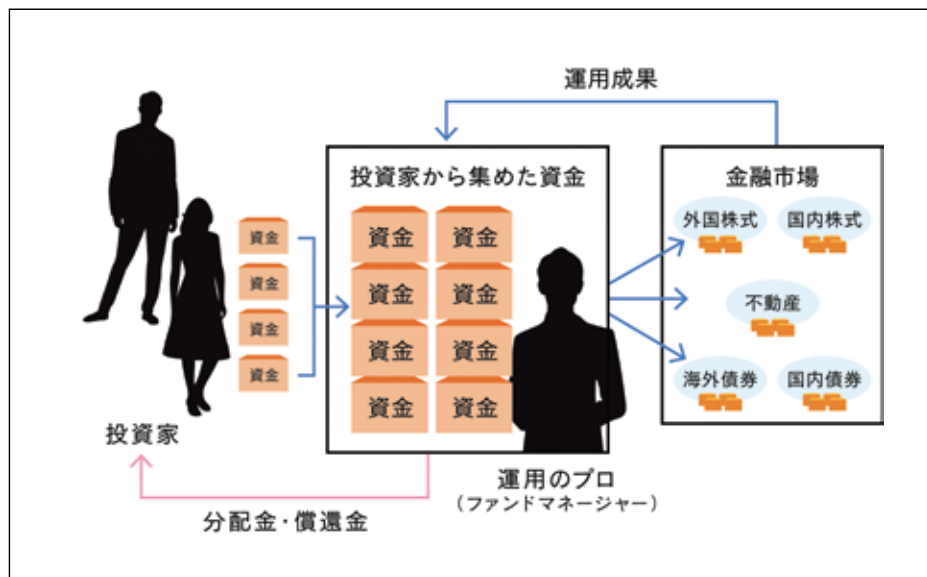 運用成果
投資家から集めた資金
金融市場
外国株式
国内株式
資金
資金
資金
資金
資金
資金
資金
資金
資金
資金
資金
資金
不動産
海外債券
国内債券
投資家
運用のプロ
(ファンドマネージャー)
分配金・償還金